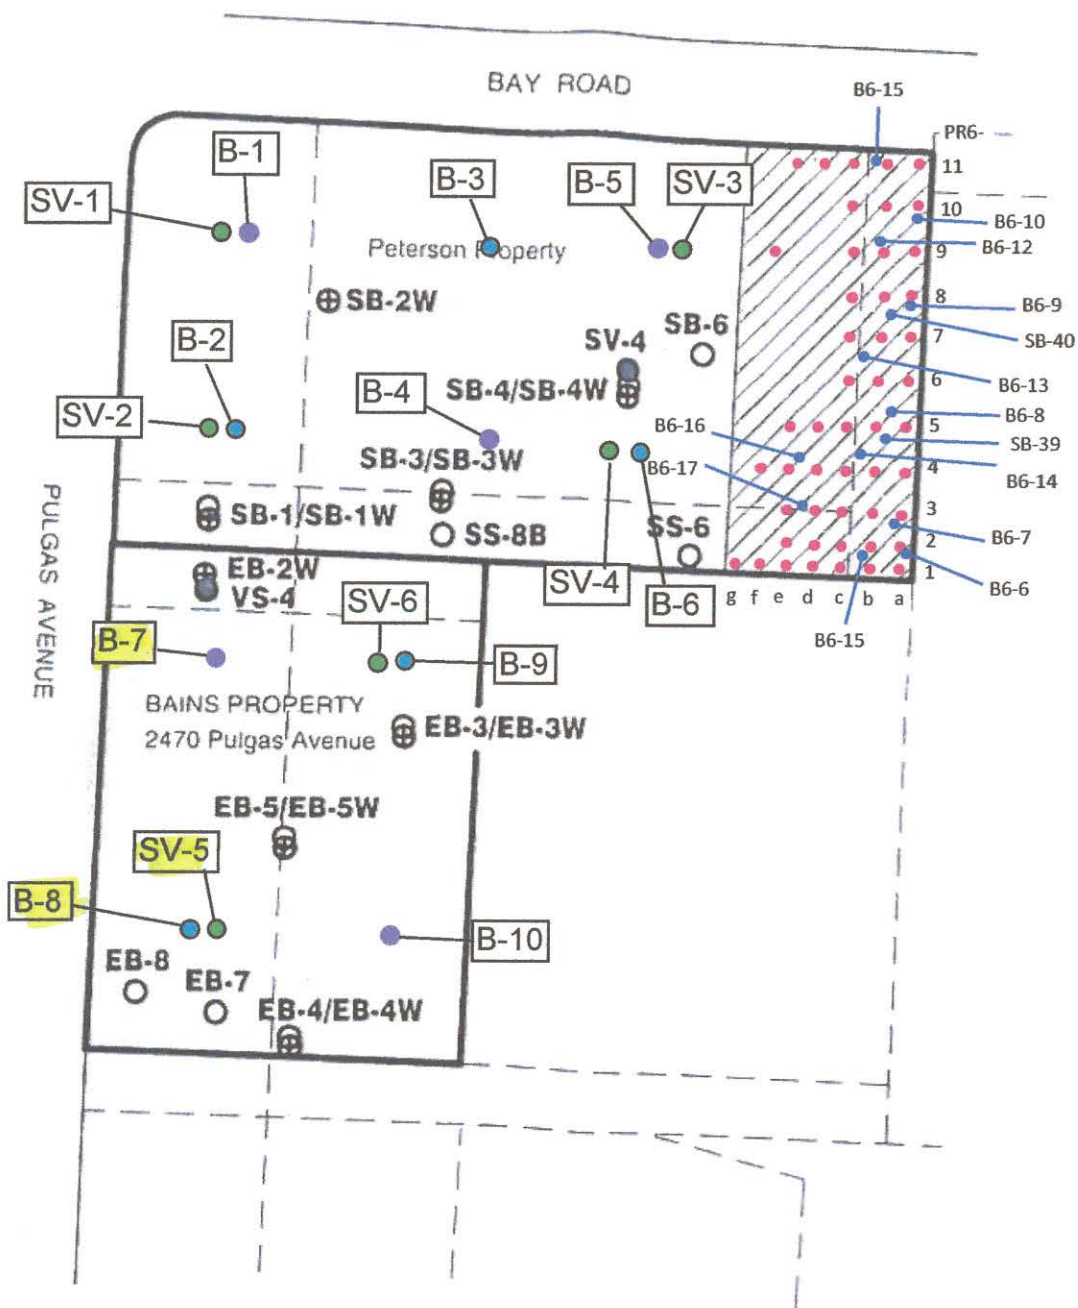 BAY ROAD
B6-15
PR6-
B-1
B-3
B-5
SV-3
11
SV-1
10
B6-10
Peterson Property
9
B6-12
SB-2W
8
B6-9
SB-6
SV-4
7
SB-40
B-2
B-4
SB-4/SB-4W
6
B6-13
SV-2
B6-16
5
B6-8
SB-39
SB-3/SB-3W
B6-17
4
B6-14
PULGAS AVENUE
SB-1/SB-1W
SS-8B
SS-6
3
B6-7
2
EB-2W
VS-4
SV-4
1
B6-6
SV-6
B-6
g f e d c b a
B6-15
B-7
B-9
BAINS PROPERTY
2470 Pulgas Avenue
EB-3/EB-3W
EB-5/EB-5W
SV-5
B-8
B-10
EB-8
EB-7
EB-4/EB-4W